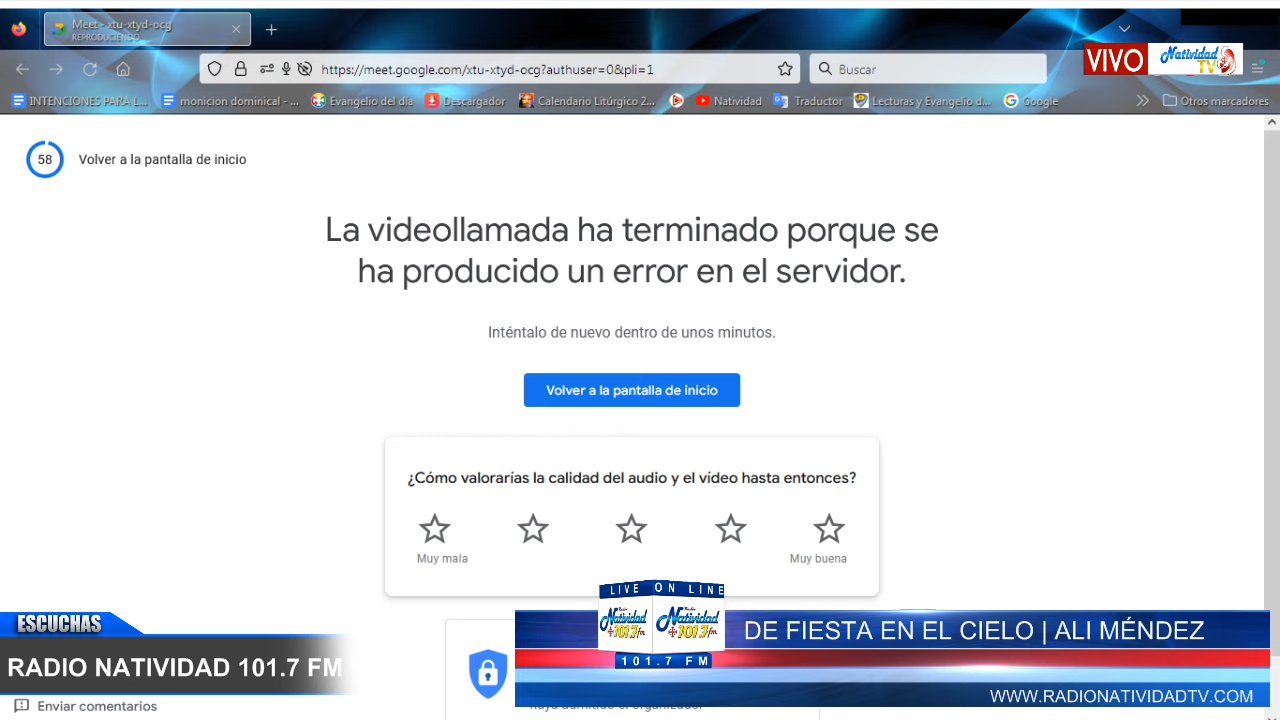 Meet - xtu-xtyd-ocg
REPRODUCIENDO
https://meet.google.com/xtu-xtyd-ocg?authuser=0&pli=1
Buscar
VIVO
Natividad
TV
INTENCIONES PARA L...
monicion dominical - ...
Evangelio del día
Descargador
Calendario Litúrgico 2...
Natividad
Traductor
Lecturas y Evangelio d...
Google
Otros marcadores
58
Volver a la pantalla de inicio
La videollamada ha terminado porque se
ha producido un error en el servidor.
Inténtalo de nuevo dentro de unos minutos.
Volver a la pantalla de inicio
¿Cómo valorarías la calidad del audio y el vídeo hasta entonces?
Muy mala
Muy buena
LIVE ON LINE
Radio
Natividad
101.7 fm
Radio
Natividad
101.7 fm
101.7 FM
ESCUCHAS
RADIO NATIVIDAD 101.7 FM
DE FIESTA EN EL CIELO | ALI MÉNDEZ
WWW.RADIONATIVIDADTV.COM
Enviar comentarios